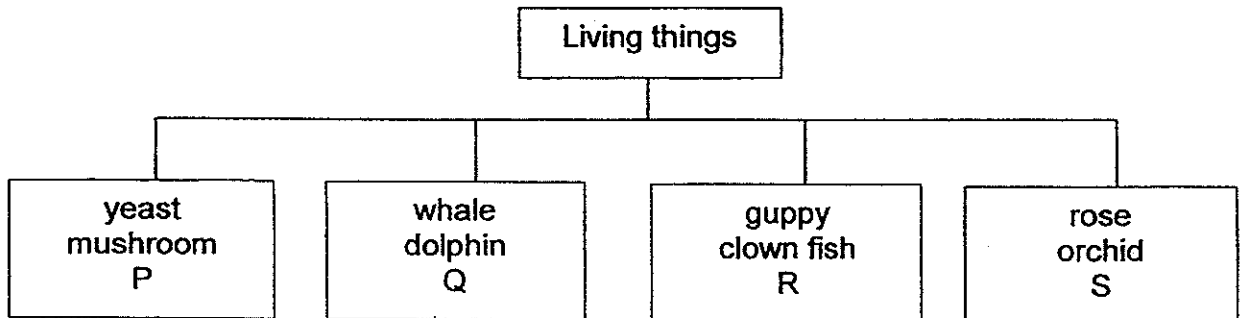 Living things
yeast
mushroom
P
whale
dolphin
Q
guppy
clown fish
R
rose
orchid
S